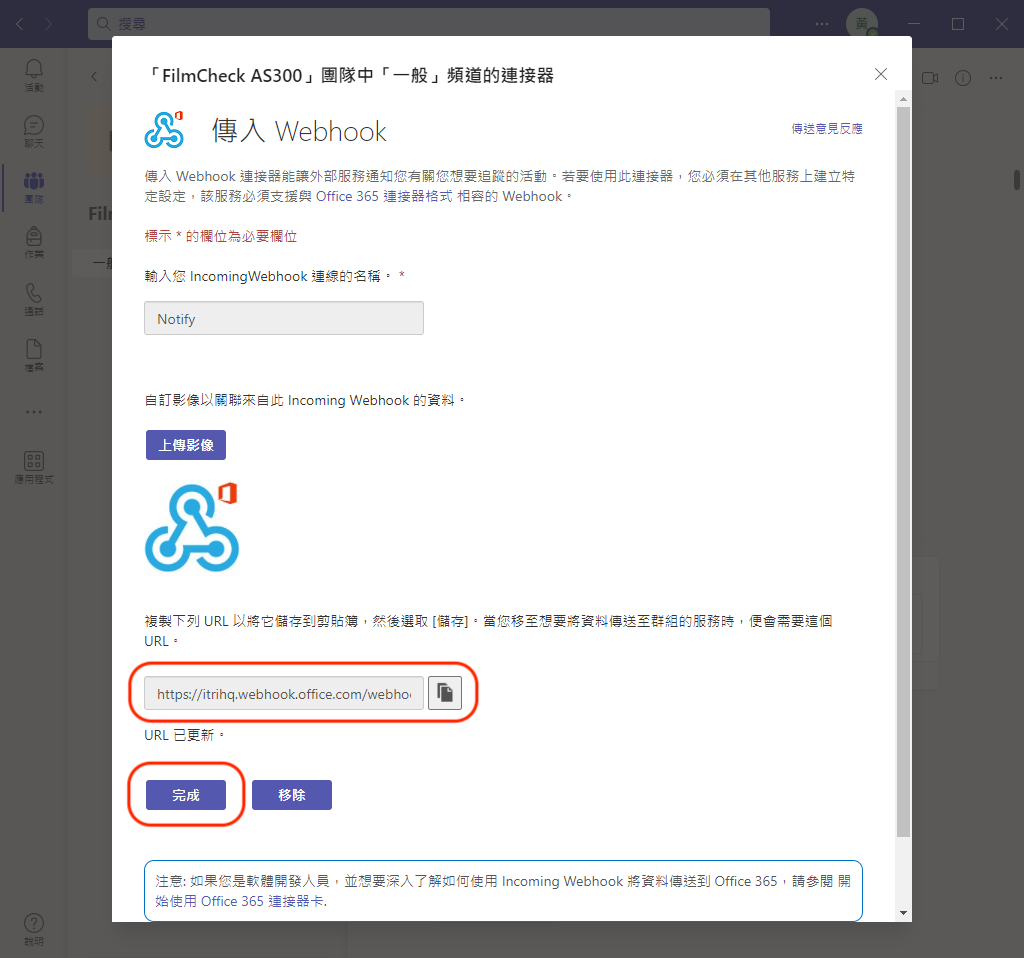 搜尋
黃
活動
聊天
團隊
作業
通話
檔案
應用程式
說明
Fil
一般
「FilmCheck AS300」團隊中「一般」頻道的連接器
傳入 Webhook
傳送意見反應
傳入 Webhook 連接器能讓外部服務通知您有關您想要追蹤的活動。若要使用此連接器，您必須在其他服務上建立特
定設定，該服務必須支援與 Office 365 連接器格式 相容的 Webhook。
標示 * 的欄位為必要欄位
輸入您 IncomingWebhook 連線的名稱。 *
Notify
自訂影像以關聯來自此 Incoming Webhook 的資料。
上傳影像
複製下列 URL 以將它儲存到剪貼簿，然後選取 [儲存]。當您移至想要將資料傳送至群組的服務時，便會需要這個
URL。
https://itrihq.webhook.office.com/webho
URL 已更新。
完成
移除
注意: 如果您是軟體開發人員，並想要深入了解如何使用 Incoming Webhook 將資料傳送到 Office 365，請參閱 開
始使用 Office 365 連接器卡.